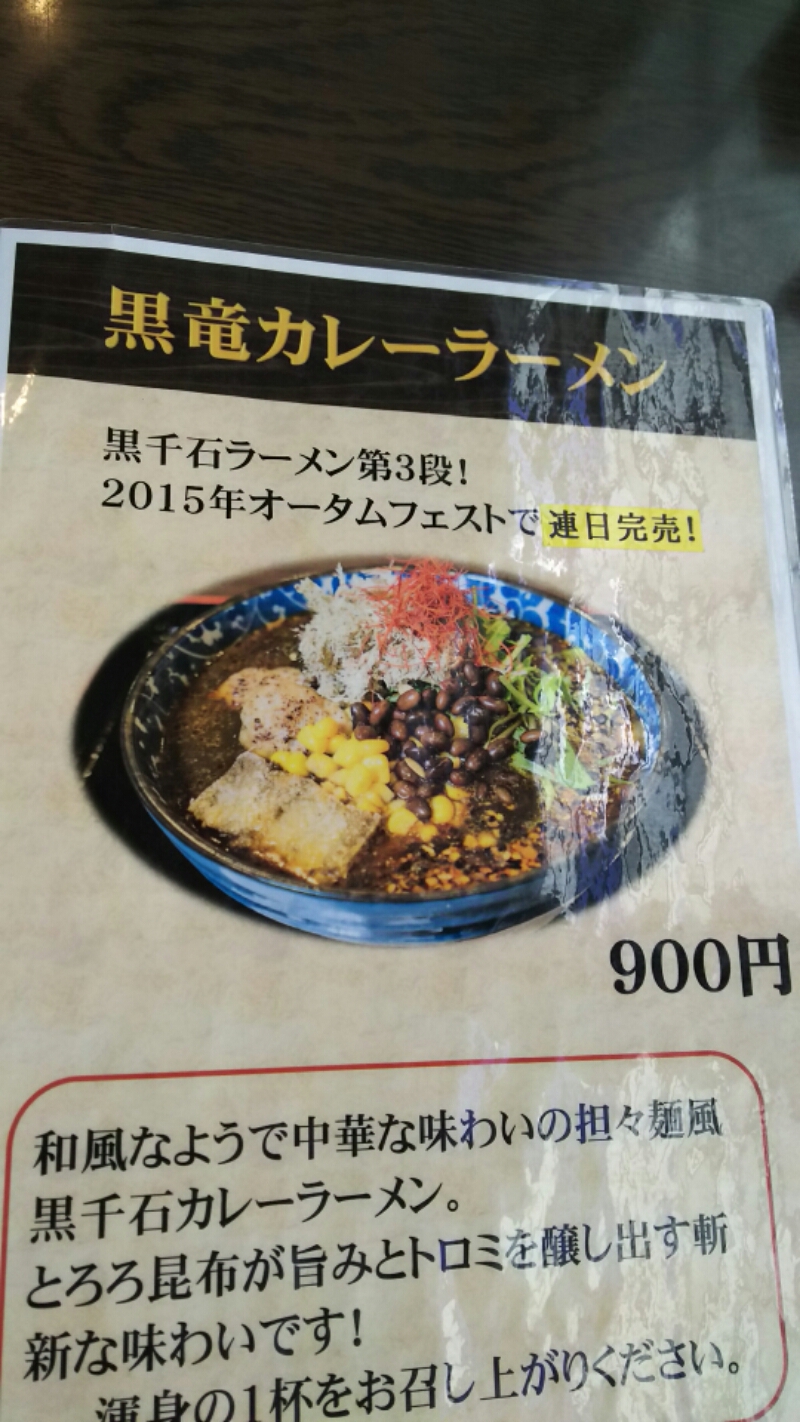 黒竜カレーラーメン
黒千石ラーメン第3段!
2015年オータムフェストで連日完売!
900円
和風なようで中華な味わいの担々麺風
黒千石カレーラーメン。
とろろ昆布が旨みとトロミを醸し出す斬
新な味わいです!
渾身の1杯をお召し上がりください。